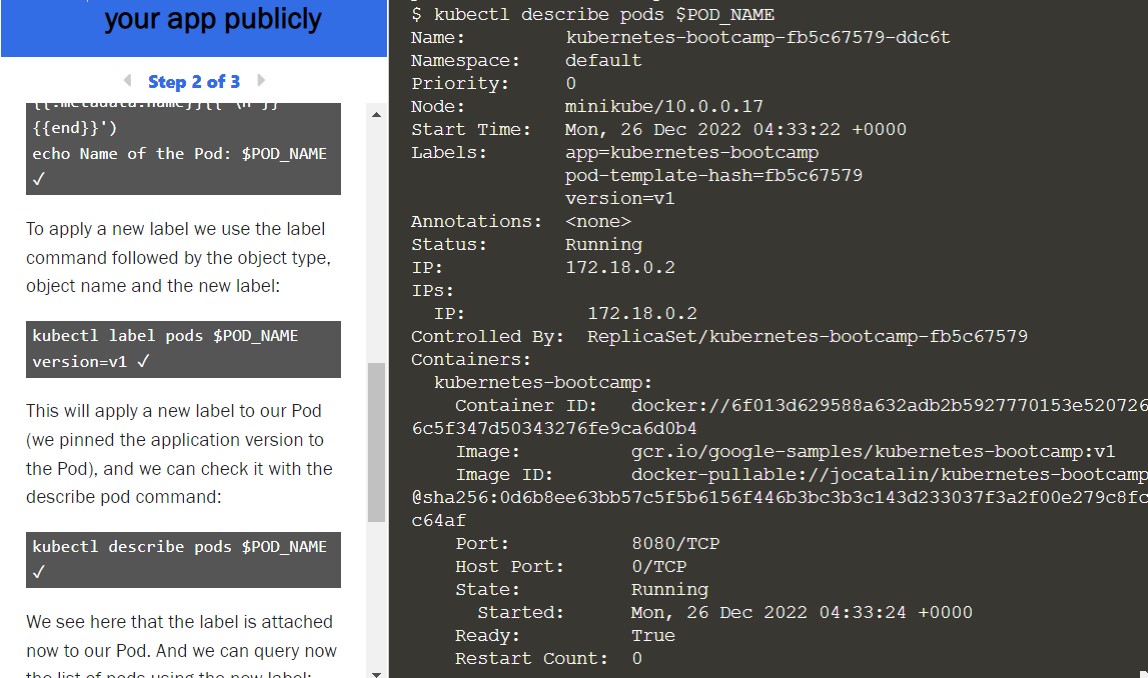 your app publicly
Step 2 of 3
{{end}}')
echo Name of the Pod: $POD_NAME
✓
To apply a new label we use the label
command followed by the object type,
object name and the new label:
kubectl label pods $POD_NAME
version=v1 ✓
This will apply a new label to our Pod
(we pinned the application version to
the Pod), and we can check it with the
describe pod command:
kubectl describe pods $POD_NAME
✓
We see here that the label is attached
now to our Pod. And we can query now
the list of pods using the new label:
$ kubectl describe pods $POD_NAME
Name: kubernetes-bootcamp-fb5c67579-ddc6t
Namespace: default
Priority: 0
Node: minikube/10.0.0.17
Start Time: Mon, 26 Dec 2022 04:33:22 +0000
Labels: app=kubernetes-bootcamp
pod-template-hash=fb5c67579
version=v1
Annotations: <none>
Status: Running
IP: 172.18.0.2
IPs:
IP: 172.18.0.2
Controlled By: ReplicaSet/kubernetes-bootcamp-fb5c67579
Containers:
kubernetes-bootcamp:
Container ID: docker://6f013d629588a632adb2b5927770153e520726
6c5f347d50343276fe9ca6d0b4
Image: gcr.io/google-samples/kubernetes-bootcamp:v1
Image ID: docker-pullable://jocatalin/kubernetes-bootcamp
@sha256:0d6b8ee63bb57c5f5b6156f446b3bc3b3c143d233037f3a2f00e279c8fc
c64af
Port: 8080/TCP
Host Port: 0/TCP
State: Running
Started: Mon, 26 Dec 2022 04:33:24 +0000
Ready: True
Restart Count: 0